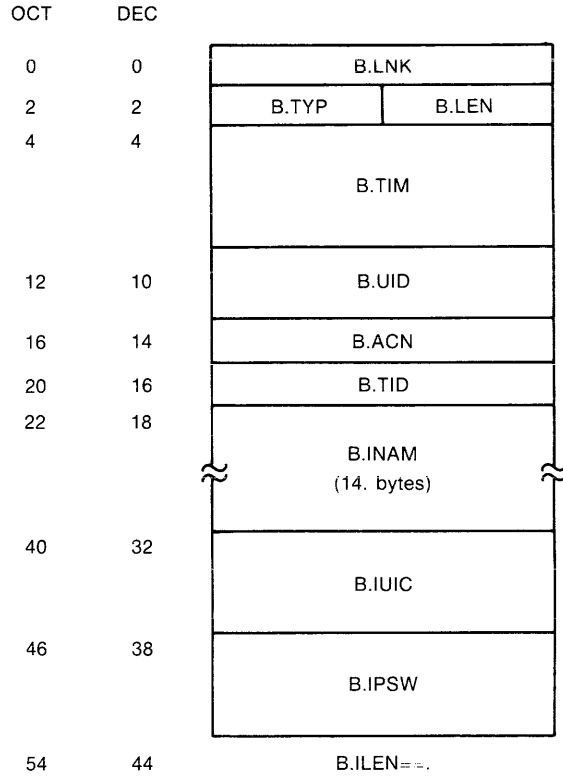 OCT DEC
0 0 B.LNK
2 2 B.TYP B.LEN
4 4
B.TIM
12 10 B.UID
16 14 B.ACN
20 16 B.TID
22 18
B.INAM
(14. bytes)
40 32
B.IUIC
46 38
B.IPSW
54 44 B.ILEN==.